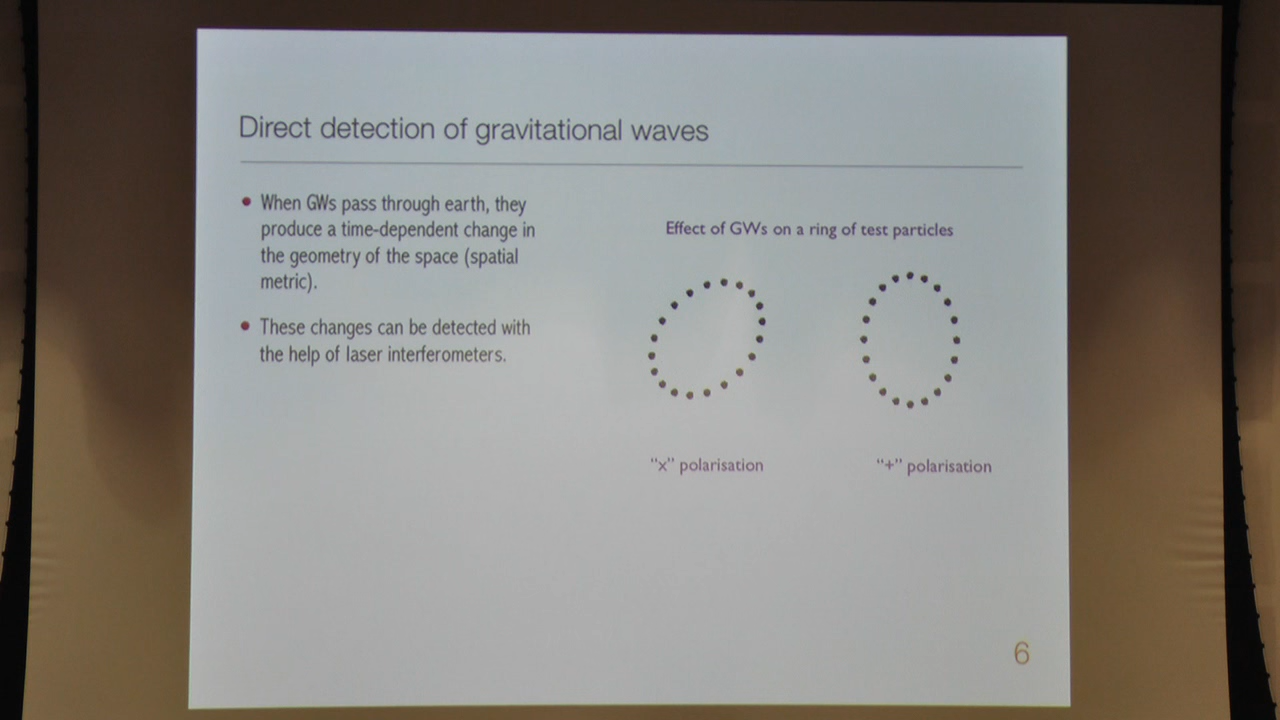 Direct detection of gravitational waves
• When GWs pass through earth, they
produce a time-dependent change in
the geometry of the space (spatial
metric).
• These changes can be detected with
the help of laser interferometers.
Effect of GWs on a ring of test particles
“x” polarisation
“+” polarisation
6